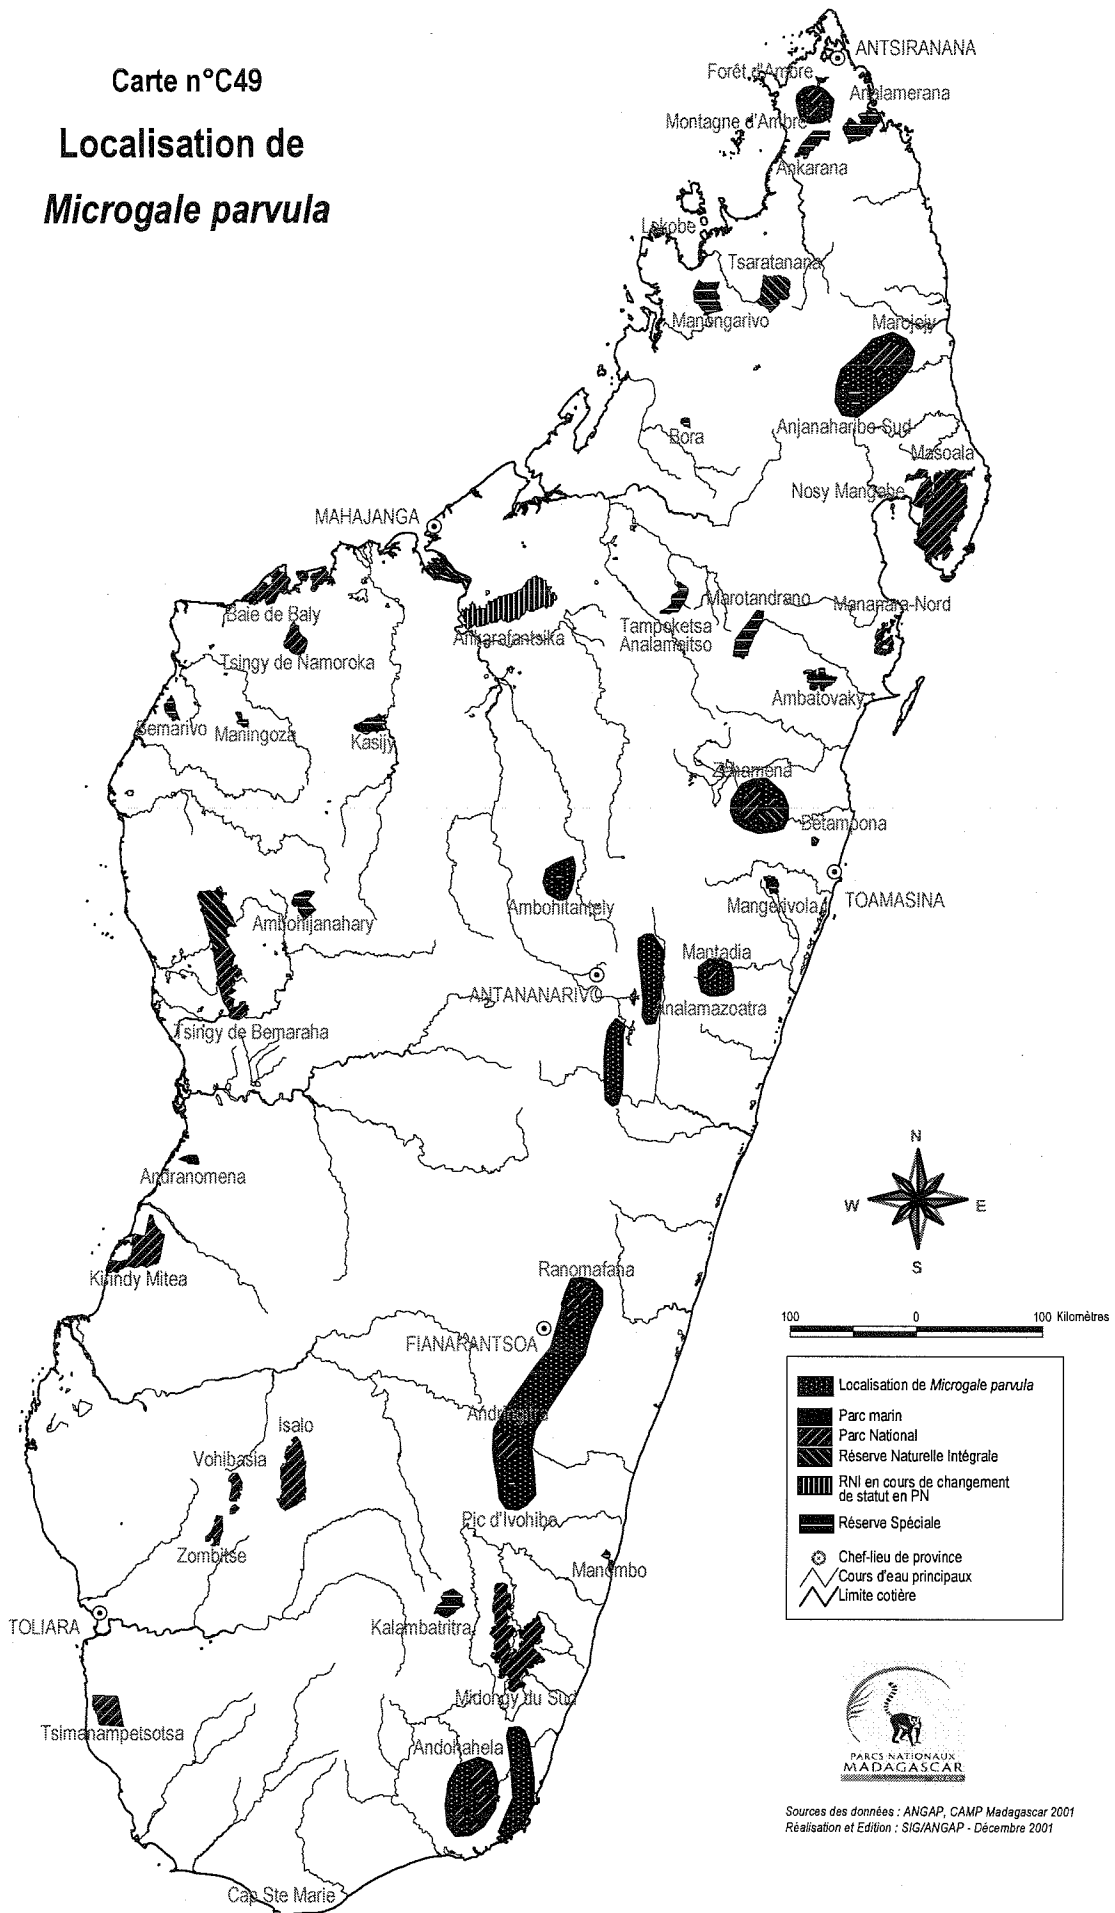 Carte n°C49
Localisation de
Microgale parvula
ANTSIRANANA
Forêt d'Ambre
Analamerana
Montagne d'Ambre
Ankarana
Lokobe
Tsaratanana
Manongarivo
Marojejy
Anjanaharibe-Sud
Bora
Masoala
Nosy Mangabe
MAHAJANGA
Baie de Baly
Ankarafantsika
Marotandrano
Mananara-Nord
Tampoketsa
Analamaitso
Tsingy de Namoroka
Ambatovaky
Bemarivo
Maningoza
Kasijy
Zahamena
Betampona
Ambohijanahary
Ambohitantely
Mangerivola
TOAMASINA
Mantadia
ANTANANARIVO
Analamazoatra
Tsingy de Bemaraha
Andranomena
N
W
E
S
Kirindy Mitea
Ranomafana
100
0
100 Kilomètres
FIANARANTSOA
Localisation de Microgale parvula
Parc marin
Parc National
Réserve Naturelle Intégrale
RNI en cours de changement
de statut en PN
Réserve Spéciale
Chef-lieu de province
Cours d'eau principaux
Limite cotière
Andringitra
Isalo
Vohibasia
Pic d'Ivohibe
Zombitse
Manombo
TOLIARA
Kalambatritra
Midongy du Sud
Tsimanampetsotsa
Andohahela
PARCS NATIONAUX
MADAGASCAR
Sources des données : ANGAP, CAMP Madagascar 2001
Réalisation et Edition : SIG/ANGAP - Décembre 2001
Cap Ste Marie